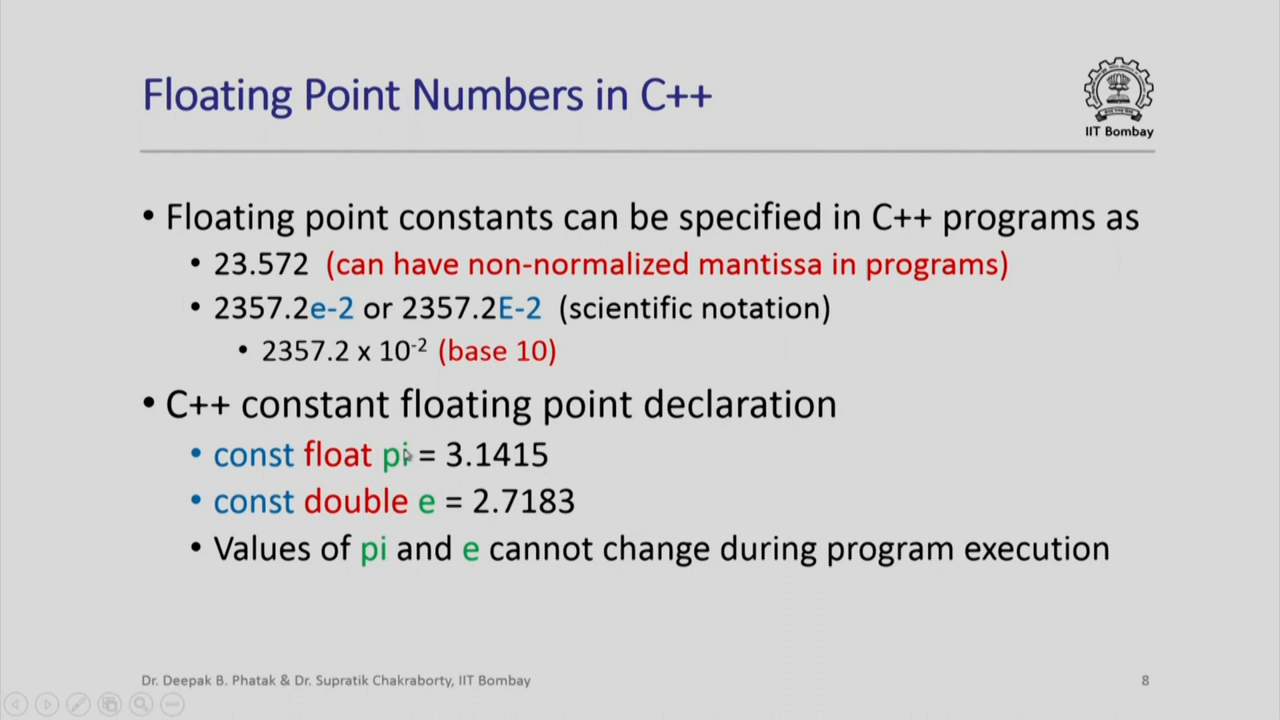 Floating Point Numbers in C++
IIT Bombay
• Floating point constants can be specified in C++ programs as
• 23.572 (can have non-normalized mantissa in programs)
• 2357.2e-2 or 2357.2E-2 (scientific notation)
• 2357.2 x 10⁻² (base 10)
• C++ constant floating point declaration
• const float pi = 3.1415
• const double e = 2.7183
• Values of pi and e cannot change during program execution
Dr. Deepak B. Phatak & Dr. Supratik Chakraborty, IIT Bombay
8